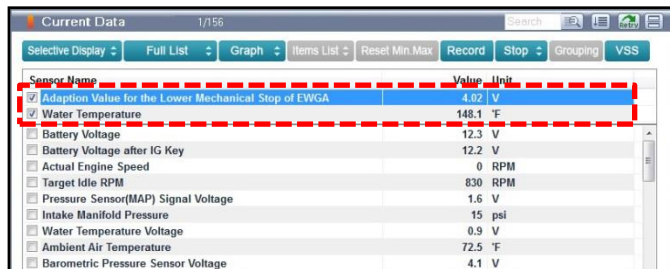 Current Data 1/156 Search Retry
Selective Display Full List Graph Items List Reset Min.Max Record Stop Grouping VSS
Sensor Name Value Unit
Adaption Value for the Lower Mechanical Stop of EWGA 4.02 V
Water Temperature 148.1 'F
Battery Voltage 12.3 V
Battery Voltage after IG Key 12.2 V
Actual Engine Speed 0 RPM
Target Idle RPM 830 RPM
Pressure Sensor(MAP) Signal Voltage 1.6 V
Intake Manifold Pressure 15 psi
Water Temperature Voltage 0.9 V
Ambient Air Temperature 72.5 'F
Barometric Pressure Sensor Voltage 4.1 V